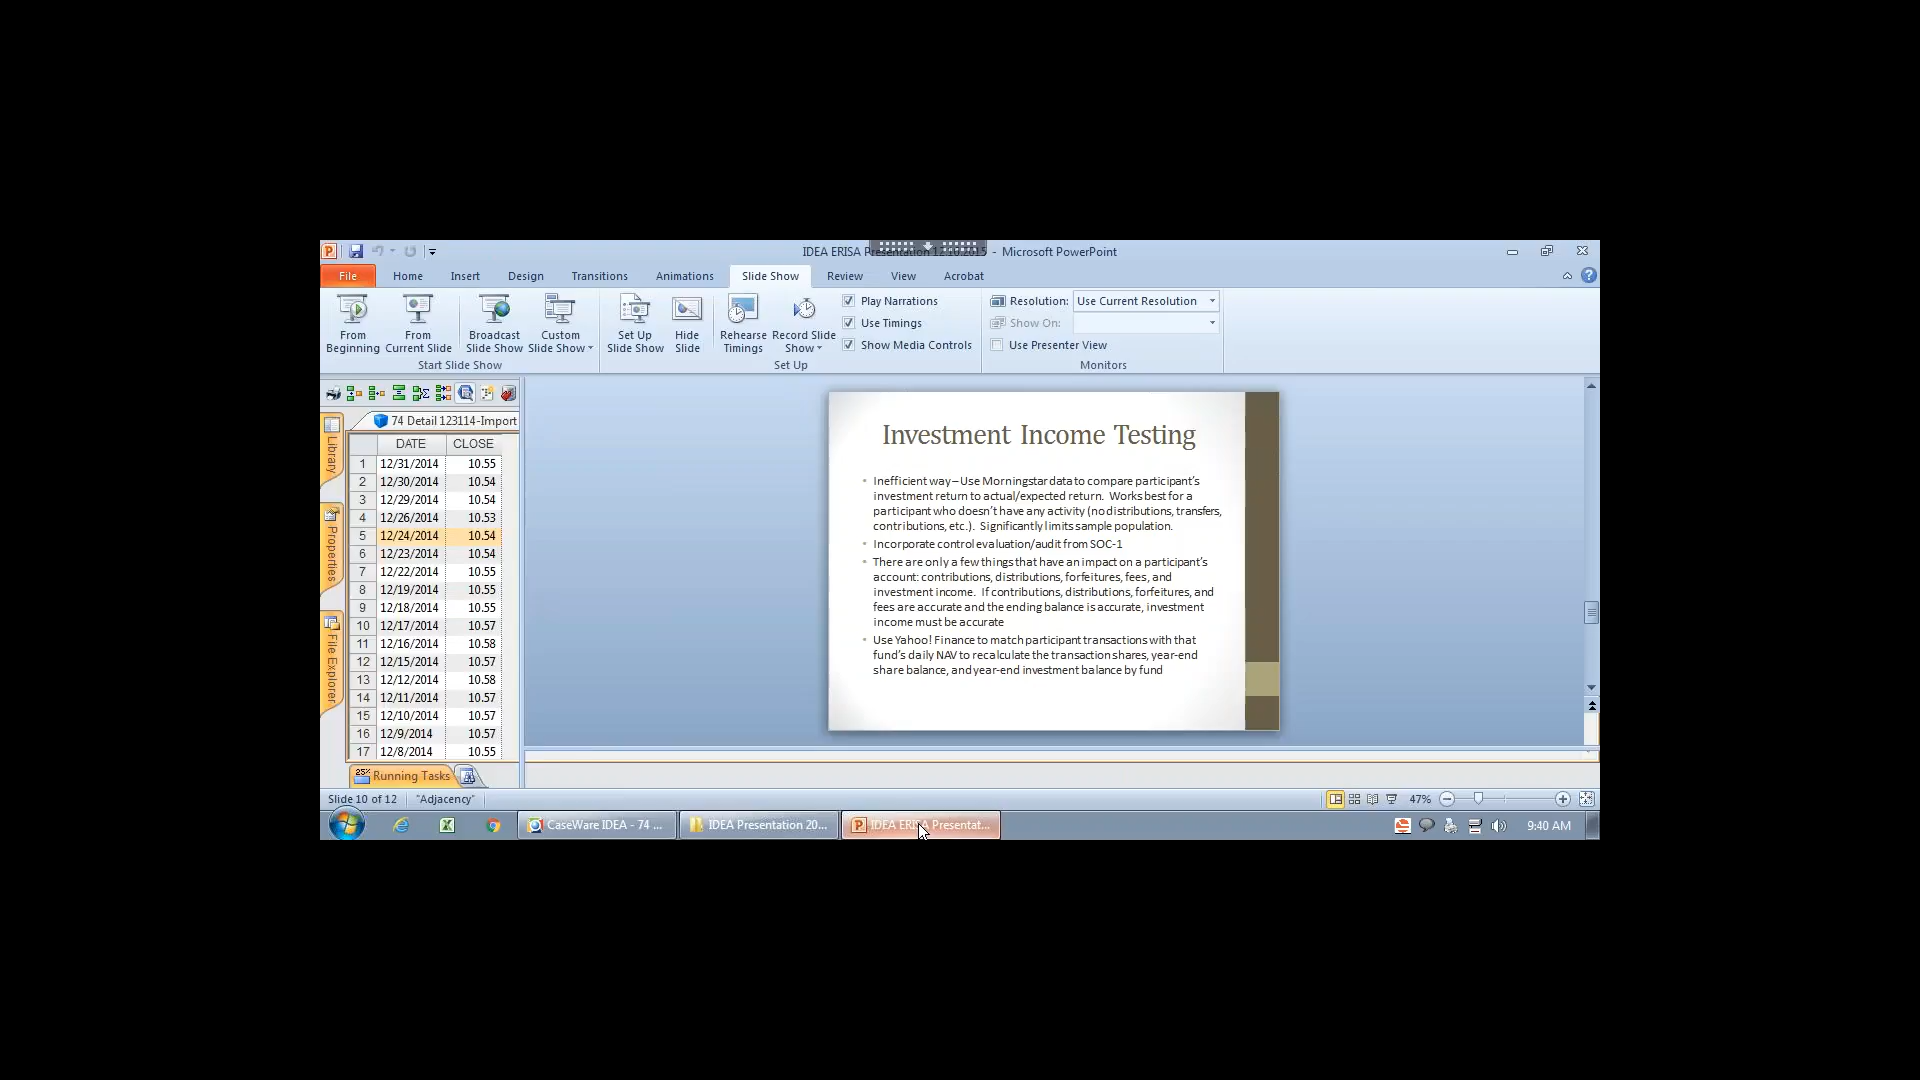 IDEA ERISA Presentation 12.10.2015 - Microsoft PowerPoint
File Home Insert Design Transitions Animations Slide Show Review View Acrobat
From Beginning
From Current Slide
Broadcast Slide Show
Custom Slide Show
Set Up Slide Show
Hide Slide
Rehearse Timings
Record Slide Show
Play Narrations
Use Timings
Show Media Controls
Resolution: Use Current Resolution
Show On:
Use Presenter View
Start Slide Show
Set Up
Monitors
74 Detail 123114-Import
Library
Properties
File Explorer
DATE CLOSE
1 12/31/2014 10.55
2 12/30/2014 10.54
3 12/29/2014 10.54
4 12/26/2014 10.53
5 12/24/2014 10.54
6 12/23/2014 10.54
7 12/22/2014 10.55
8 12/19/2014 10.55
9 12/18/2014 10.55
10 12/17/2014 10.57
11 12/16/2014 10.58
12 12/15/2014 10.57
13 12/12/2014 10.58
14 12/11/2014 10.57
15 12/10/2014 10.57
16 12/9/2014 10.57
17 12/8/2014 10.55
Running Tasks
Investment Income Testing
• Inefficient way – Use Morningstar data to compare participant's
investment return to actual/expected return. Works best for a
participant who doesn't have any activity (no distributions, transfers,
contributions, etc.). Significantly limits sample population.
• Incorporate control evaluation/audit from SOC-1
• There are only a few things that have an impact on a participant's
account: contributions, distributions, forfeitures, fees, and
investment income. If contributions, distributions, forfeitures, and
fees are accurate and the ending balance is accurate, investment
income must be accurate
• Use Yahoo! Finance to match participant transactions with that
fund's daily NAV to recalculate the transaction shares, year-end
share balance, and year-end investment balance by fund
Slide 10 of 12 "Adjacency" 47%
CaseWare IDEA - 74 ... IDEA Presentation 20... IDEA ERISA Presentat... 9:40 AM